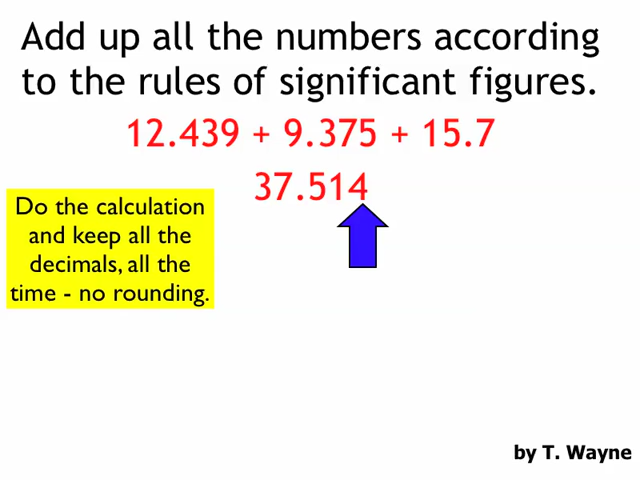 Add up all the numbers according
to the rules of significant figures.
12.439 + 9.375 + 15.7
37.514
Do the calculation
and keep all the
decimals, all the
time - no rounding.
by T. Wayne